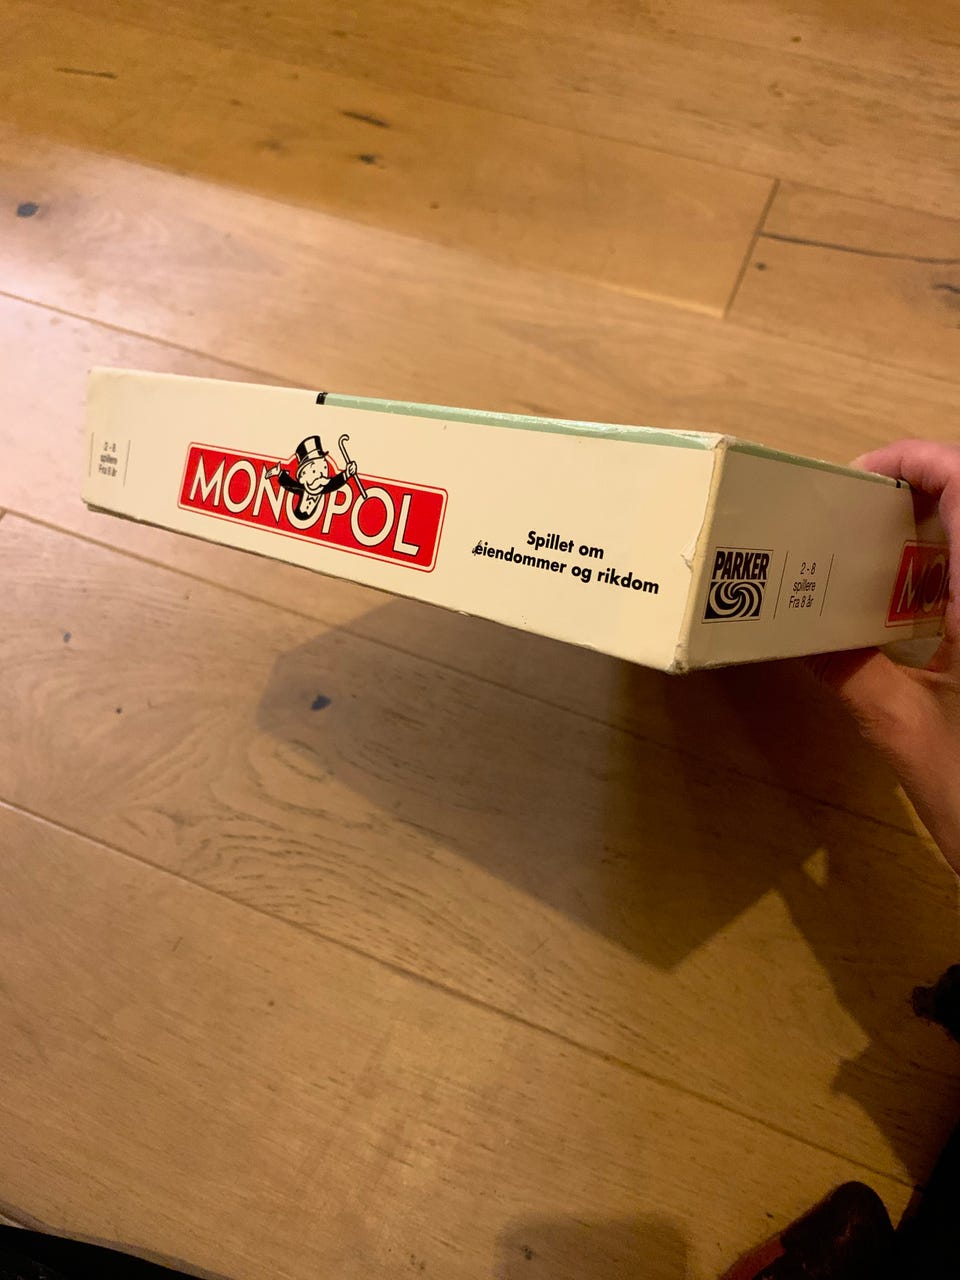 2 - 8
spillere
Fra 8 år
MONOPOL
Spillet om
eiendommer og rikdom
PARKER
2 - 8
spillere
Fra 8 år
MO